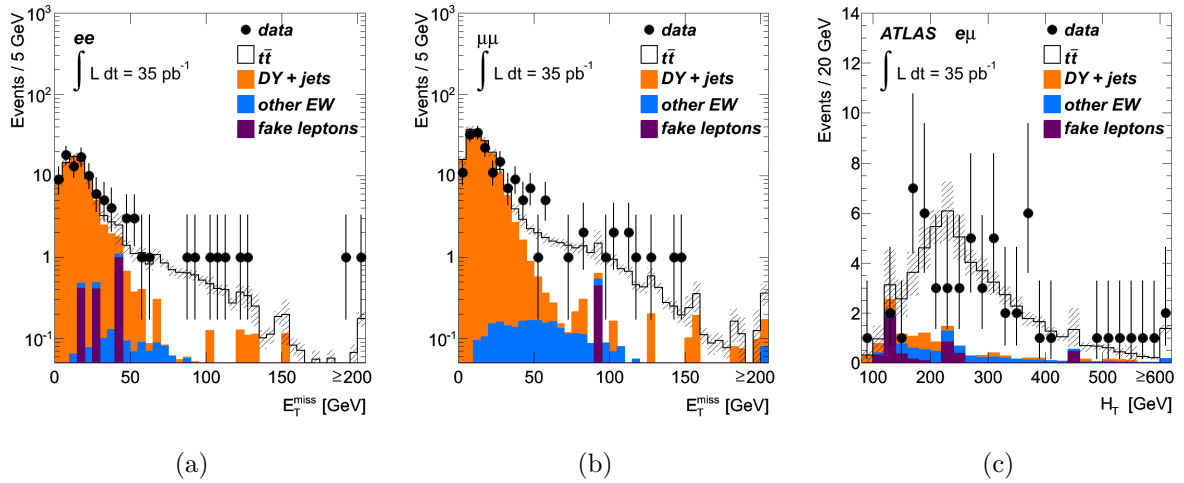 Events / 5 GeV
10³
10²
10
1
10⁻¹
ee
∫ L dt = 35 pb⁻¹
data
tt̄
DY + jets
other EW
fake leptons
0 50 100 150 ≥200
E_T^miss [GeV]
(a)
Events / 5 GeV
10³
10²
10
1
10⁻¹
μμ
∫ L dt = 35 pb⁻¹
data
tt̄
DY + jets
other EW
fake leptons
0 50 100 150 ≥200
E_T^miss [GeV]
(b)
Events / 20 GeV
14
12
10
8
6
4
2
0
ATLAS eμ
∫ L dt = 35 pb⁻¹
data
tt̄
DY + jets
other EW
fake leptons
100 200 300 400 500 ≥600
H_T [GeV]
(c)